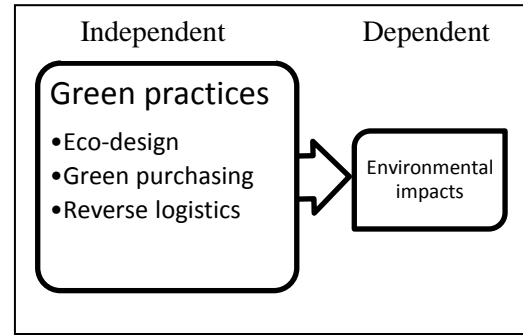 Independent Dependent
Green practices
•Eco-design
•Green purchasing
•Reverse logistics
Environmental
impacts